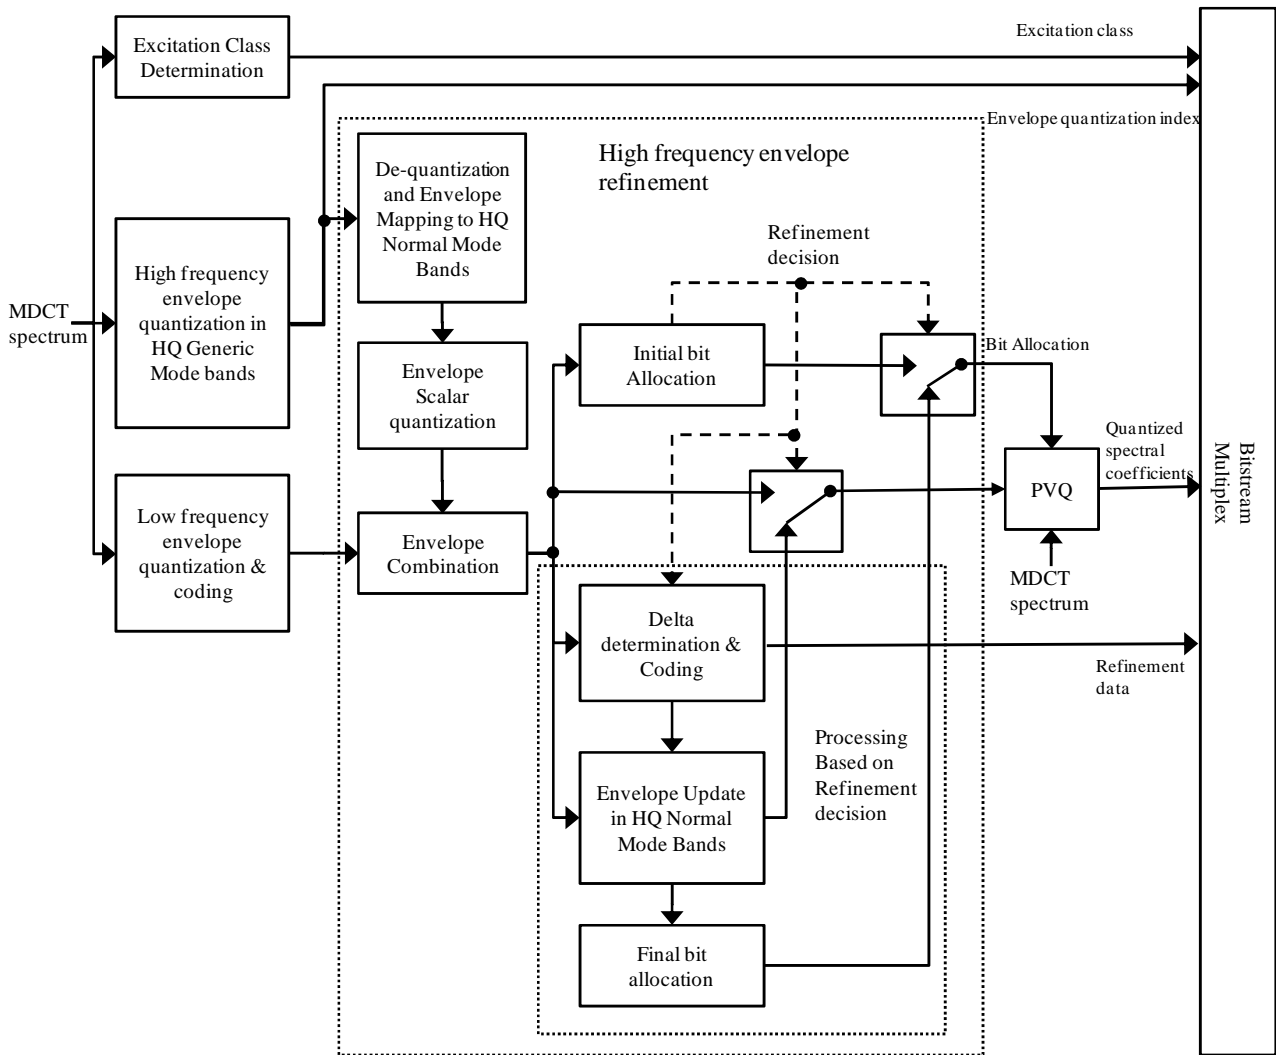 Excitation Class
Determination
Excitation class
Envelope quantization index
De-quantization
and Envelope
Mapping to HQ
Normal Mode
Bands
High frequency envelope
refinement
Refinement
decision
High frequency
envelope
quantization in
HQ Generic
Mode bands
MDCT
spectrum
Envelope
Scalar
quantization
Initial bit
Allocation
Bit Allocation
Quantized
spectral
coefficients
PVQ
Bitstream
Multiplex
Low frequency
envelope
quantization &
coding
Envelope
Combination
MDCT
spectrum
Delta
determination &
Coding
Refinement
data
Processing
Based on
Refinement
decision
Envelope Update
in HQ Normal
Mode Bands
Final bit
allocation